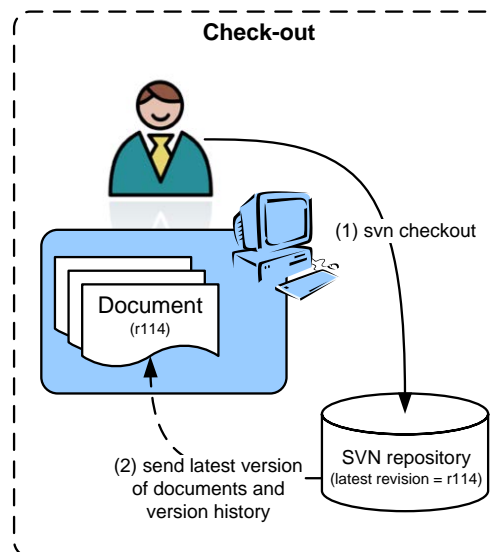 Check-out
(1) svn checkout
Document
(r114)
(2) send latest version
of documents and
version history
SVN repository
(latest revision = r114)